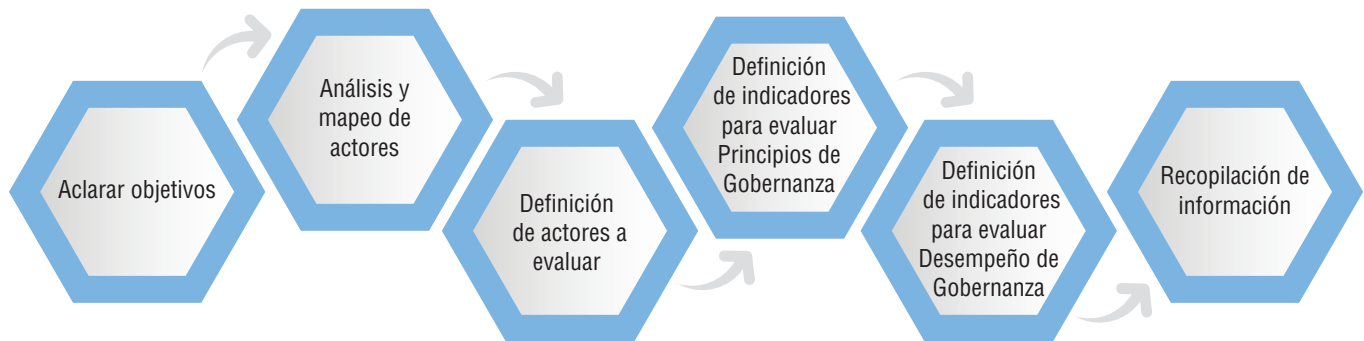 Aclarar objetivos
Análisis y
mapeo de
actores
Definición
de actores a
evaluar
Definición
de indicadores
para evaluar
Principios de
Gobernanza
Definición
de indicadores
para evaluar
Desempeño de
Gobernanza
Recopilación de
información